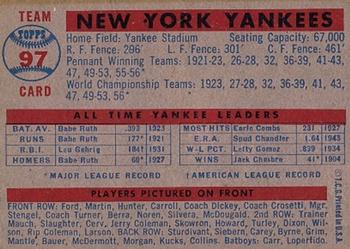 TEAM
TOPPS
97
CARD
NEW YORK YANKEES
Home Field: Yankee Stadium Seating Capacity: 67,000
R. F. Fence: 296' L. F. Fence: 301' C. F. Fence: 461'
Pennant Winning Teams: 1921-23, 26-28, 32, 36-39, 41-43,
47, 49-53, 55-56*
World Championship Teams: 1923, 27-28, 32, 36-39, 41, 43,
47, 49-53, 56*
ALL TIME YANKEE LEADERS
BAT. AV. Babe Ruth .393 1923 MOST HITS Earle Combs 231 1927
RUNS Babe Ruth 177* 1921 E.R.A. Spud Chandler 1.64 1943
R.B.I. Lou Gehrig 184† 1931 W-L PCT. Lefty Gomez .839 1934
HOMERS Babe Ruth 60* 1927 WINS Jack Chesbro 41* 1904
*MAJOR LEAGUE RECORD †AMERICAN LEAGUE RECORD
PLAYERS PICTURED ON FRONT
FRONT ROW: Ford, Martin, Hunter, Carroll, Coach Dickey, Coach Crosetti, Mgr.
Stengel, Coach Turner, Berra, Noren, Silvera, McDougald. 2nd ROW: Trainer
Mauch, Slaughter, Cerv, Jerry Coleman, Skowron, Howard, Turley, Dixon, Wil-
son, Rip Coleman, Larson. BACK ROW: Sturdivant, Siebern, Carey, Byrne, Grim,
Mantle, Bauer, McDermott, Morgan, Kucks, Collins. Batboys: Carr, Loperfido.
© T.C.G. Printed in U.S.A.